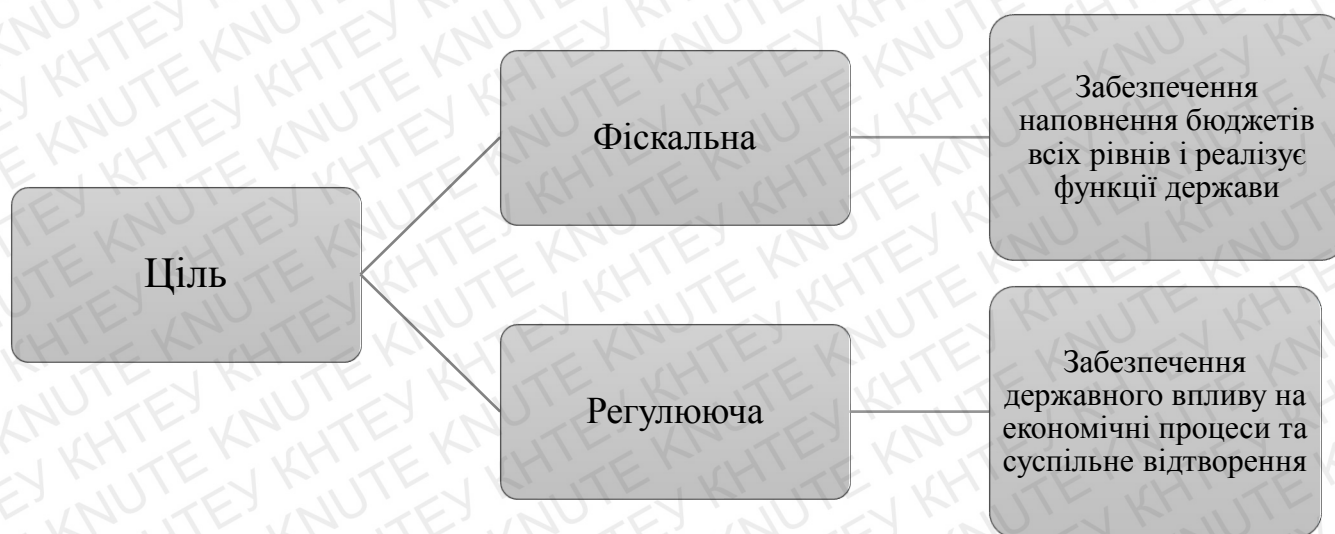 Ціль
Фіскальна
Забезпечення
наповнення бюджетів
всіх рівнів і реалізує
функції держави
Регулююча
Забезпечення
державного впливу на
економічні процеси та
суспільне відтворення